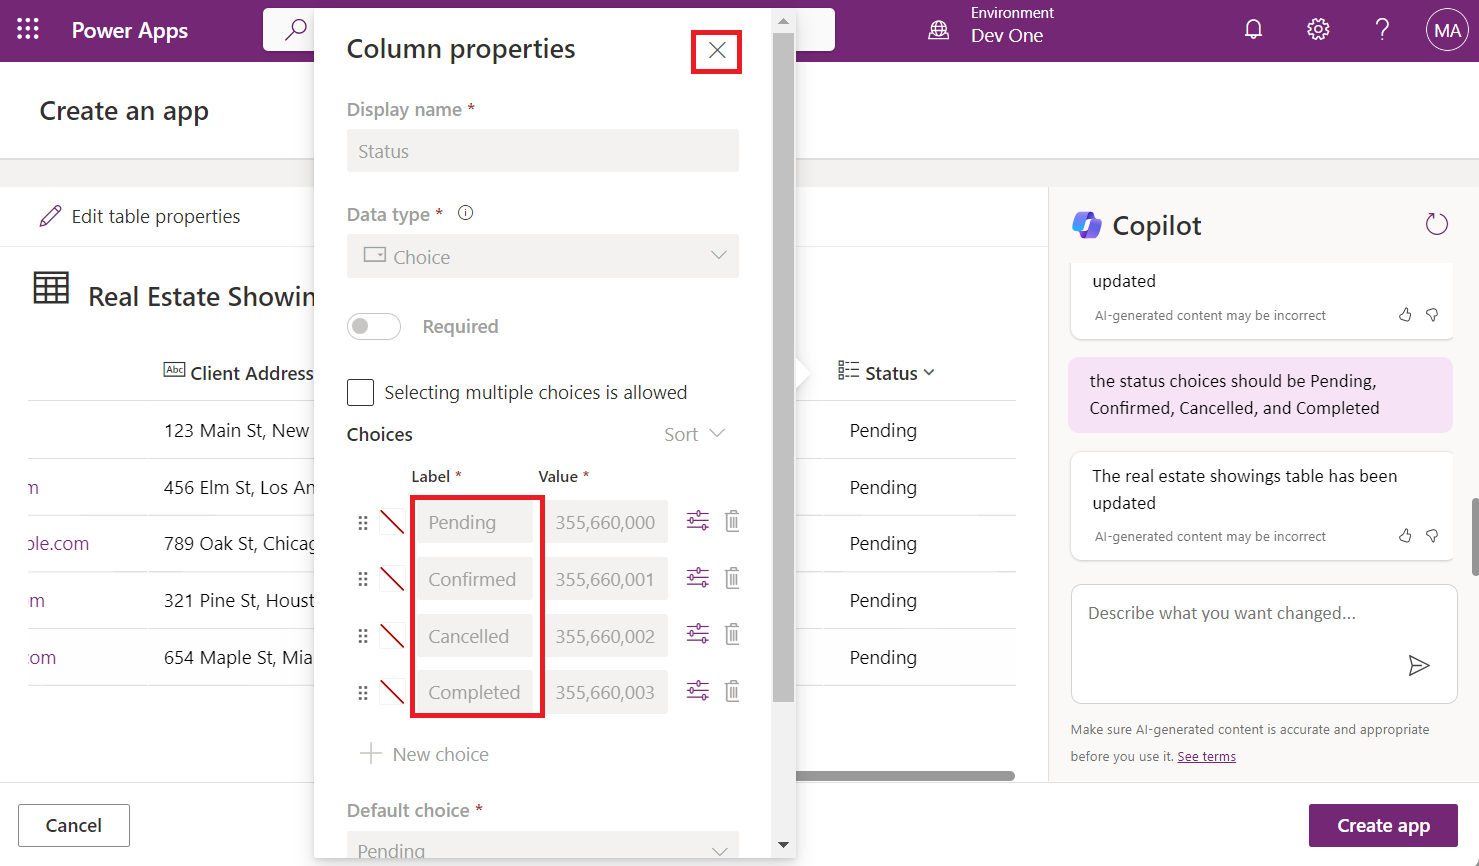 Power Apps
Environment
Dev One
MA
Create an app
Edit table properties
Real Estate Showin
Abc Client Address
123 Main St, New
m
456 Elm St, Los An
ple.com
789 Oak St, Chicag
m
321 Pine St, Houst
com
654 Maple St, Mia
Column properties
Display name *
Status
Data type *
Choice
Required
Selecting multiple choices is allowed
Choices
Sort
Label *
Value *
Pending
355,660,000
Confirmed
355,660,001
Cancelled
355,660,002
Completed
355,660,003
New choice
Default choice *
Pending
Status
Pending
Pending
Pending
Pending
Pending
Copilot
updated
AI-generated content may be incorrect
the status choices should be Pending,
Confirmed, Cancelled, and Completed
The real estate showings table has been
updated
AI-generated content may be incorrect
Describe what you want changed...
Make sure AI-generated content is accurate and appropriate
before you use it. See terms
Cancel
Create app